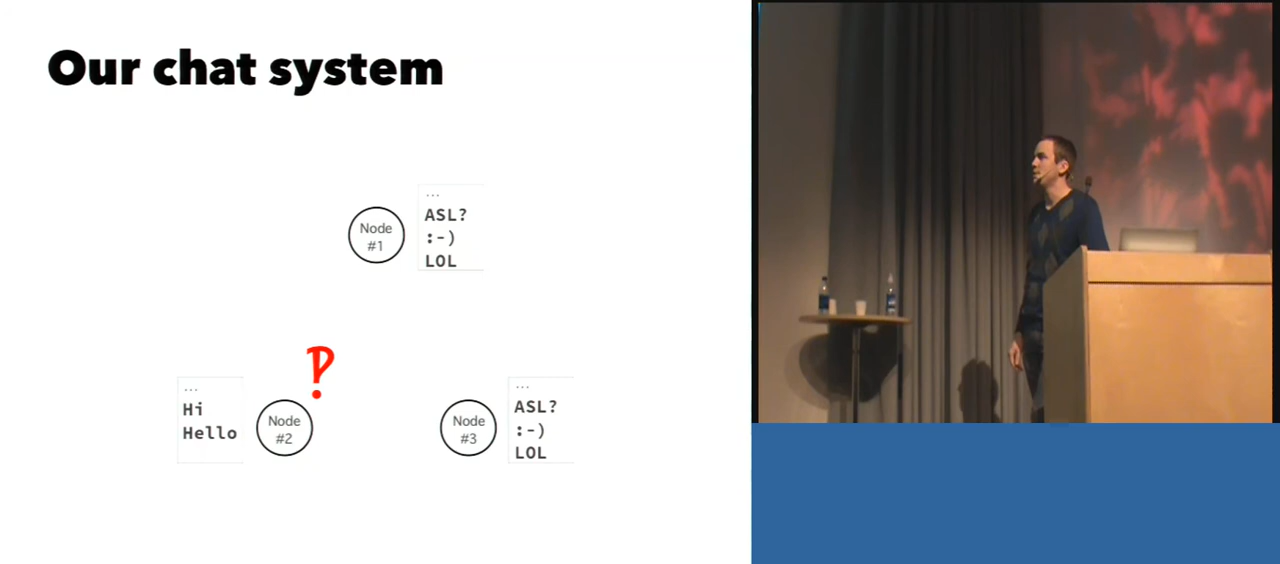 Our chat system
...
ASL?
:-)
LOL
Node
#1
‽
...
Hi
Hello
Node
#2
Node
#3
...
ASL?
:-)
LOL